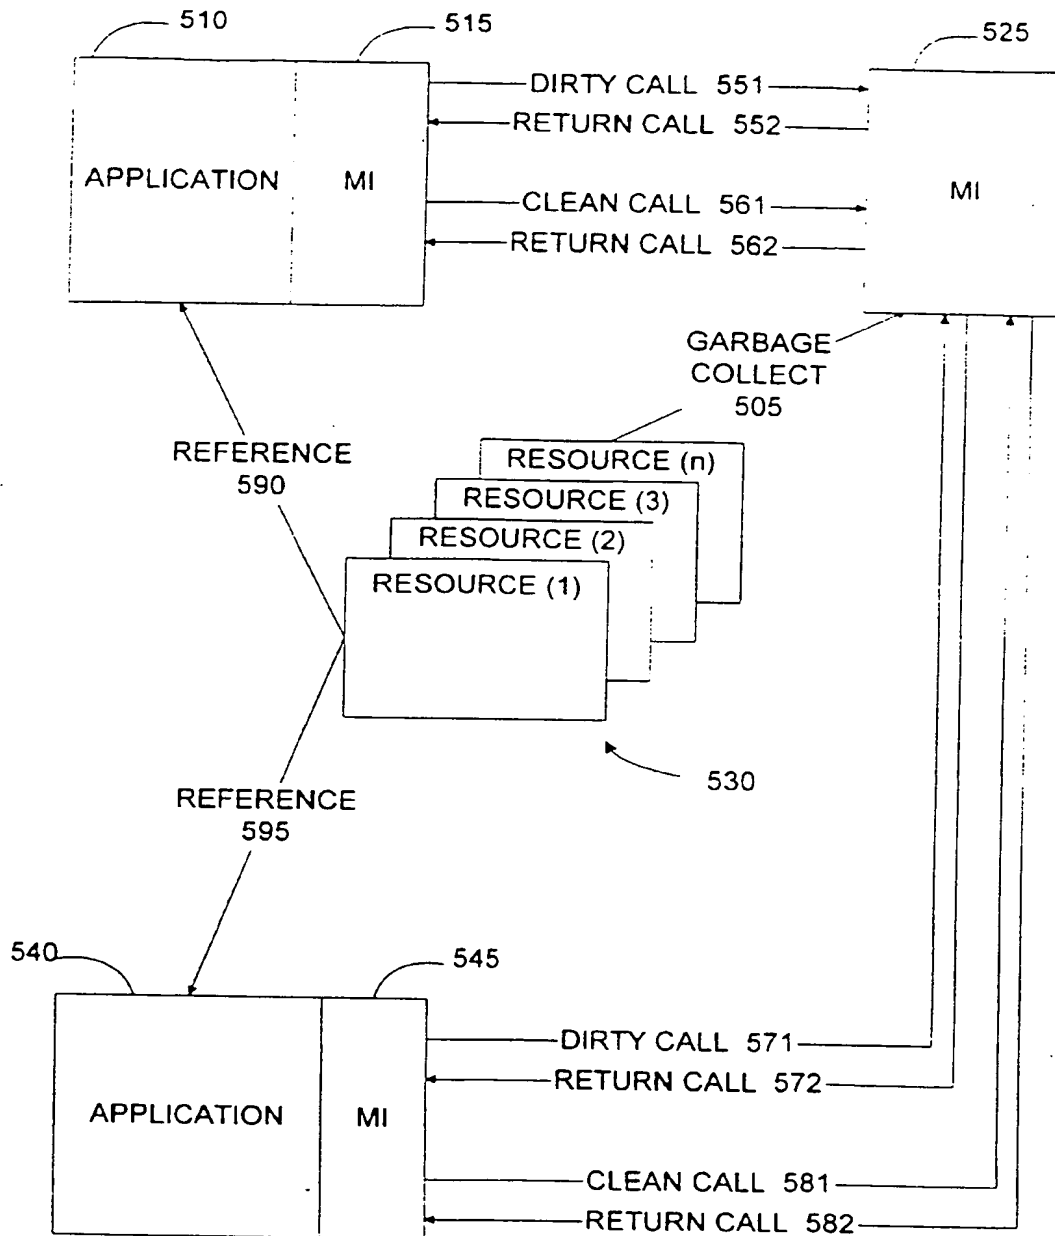 510
515
525
DIRTY CALL 551
RETURN CALL 552
APPLICATION
MI
MI
CLEAN CALL 561
RETURN CALL 562
GARBAGE
COLLECT
505
REFERENCE
590
RESOURCE (n)
RESOURCE (3)
RESOURCE (2)
RESOURCE (1)
530
REFERENCE
595
540
545
DIRTY CALL 571
RETURN CALL 572
APPLICATION
MI
CLEAN CALL 581
RETURN CALL 582